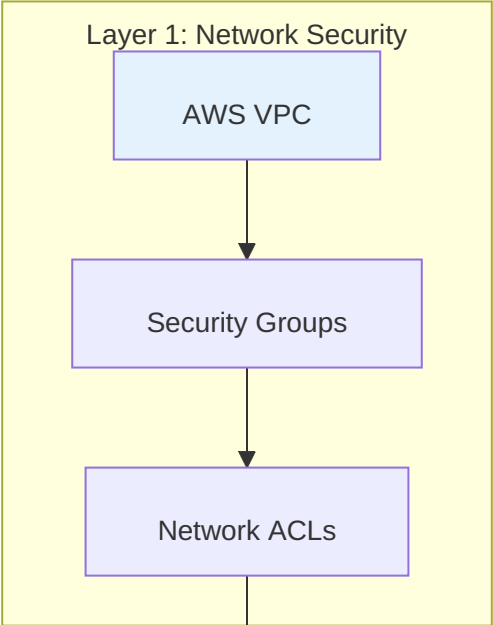 Layer 1: Network Security
AWS VPC
Security Groups
Network ACLs